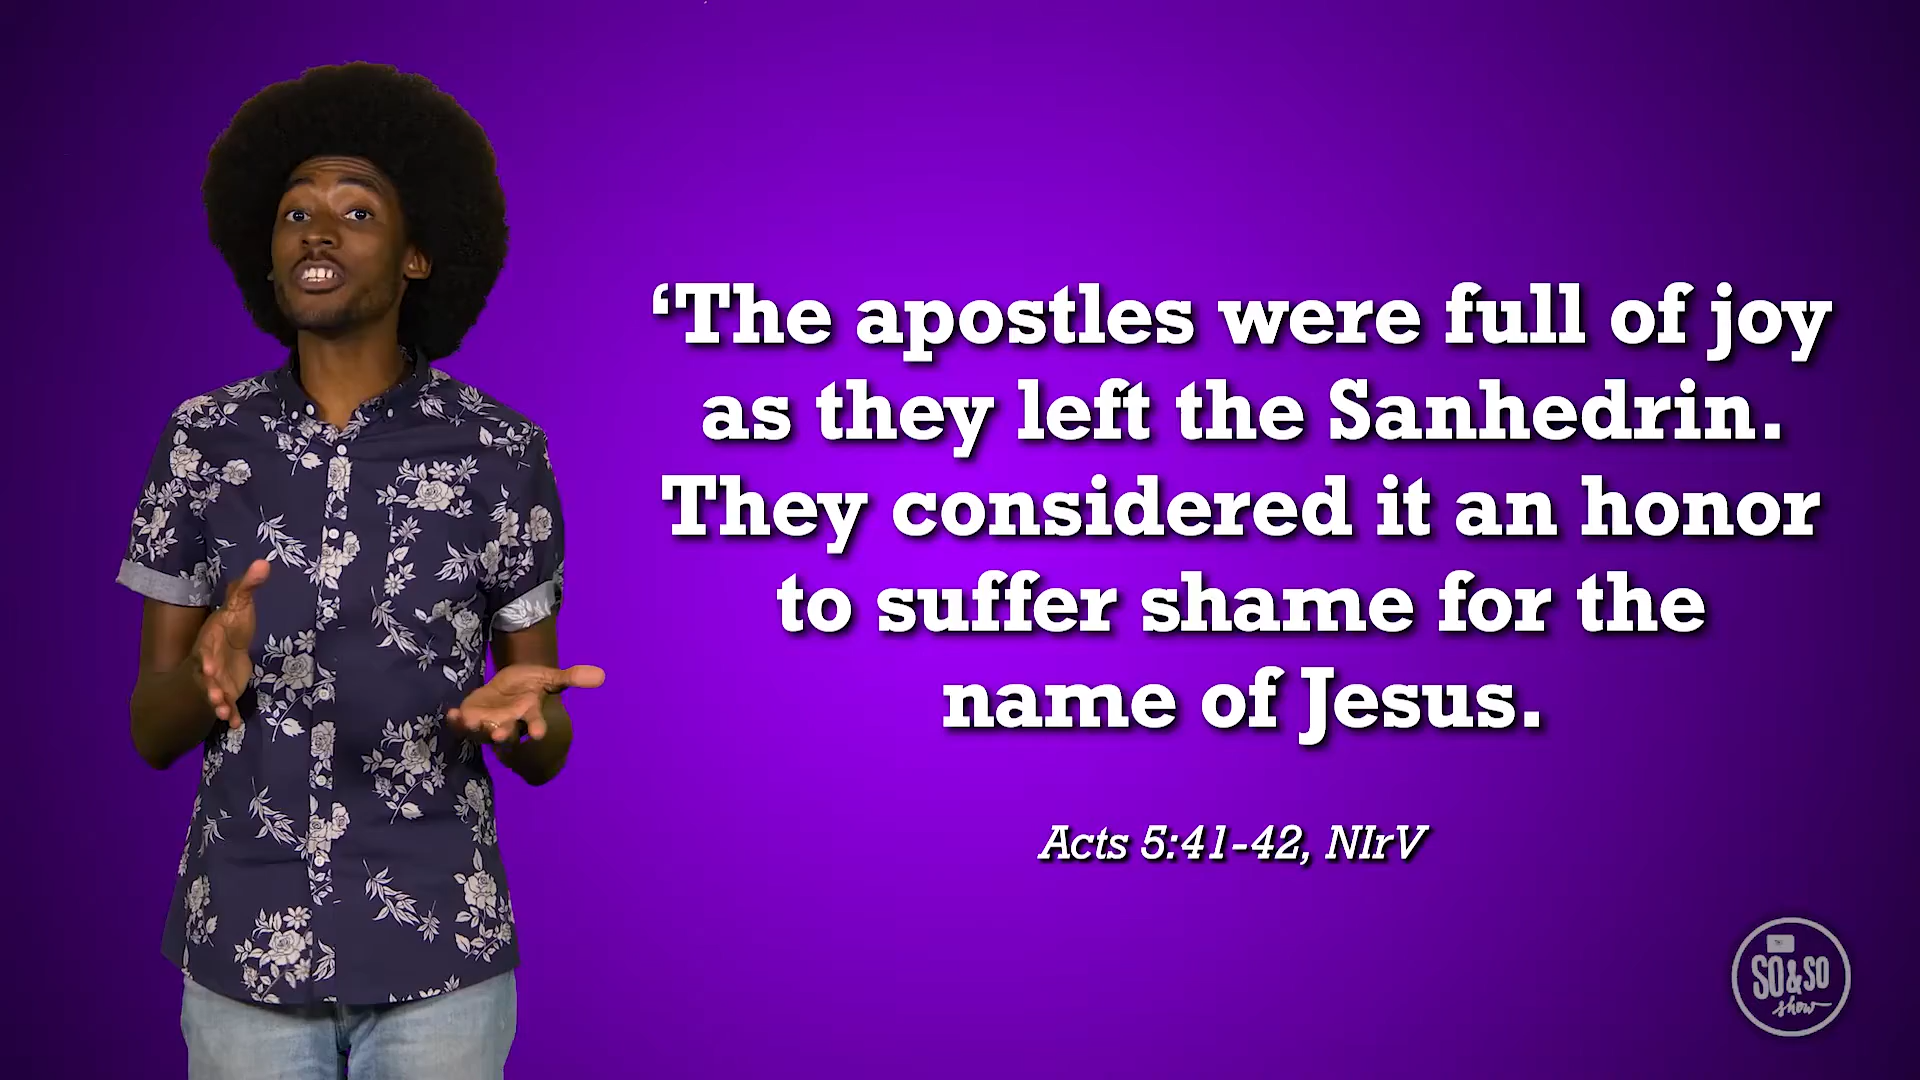 ‘The apostles were full of joy
as they left the Sanhedrin.
They considered it an honor
to suffer shame for the
name of Jesus.
Acts 5:41-42, NIrV
SO & SO
show